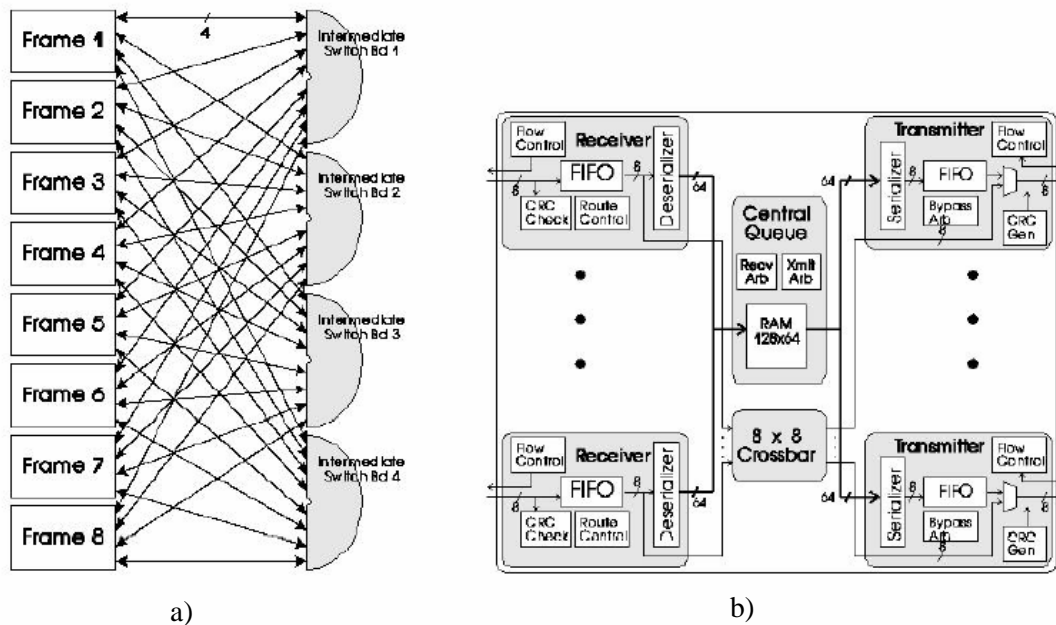 Frame 1
Frame 2
Frame 3
Frame 4
Frame 5
Frame 6
Frame 7
Frame 8
4
Intermediate
Switch Bd 1
Intermediate
Switch Bd 2
Intermediate
Switch Bd 3
Intermediate
Switch Bd 4
a)
Receiver
Flow
Control
FIFO
8
8
CRC
Check
Route
Control
Deserializer
64
Central
Queue
Recv
Arb
Xmit
Arb
RAM
128x64
8 x 8
Crossbar
Transmitter
Flow
Control
64
Serializer
8
FIFO
Bypass
Arb
8
CRC
Gen
8
Receiver
Flow
Control
FIFO
8
8
CRC
Check
Route
Control
Deserializer
64
Transmitter
Flow
Control
64
Serializer
8
FIFO
Bypass
Arb
8
CRC
Gen
8
b)